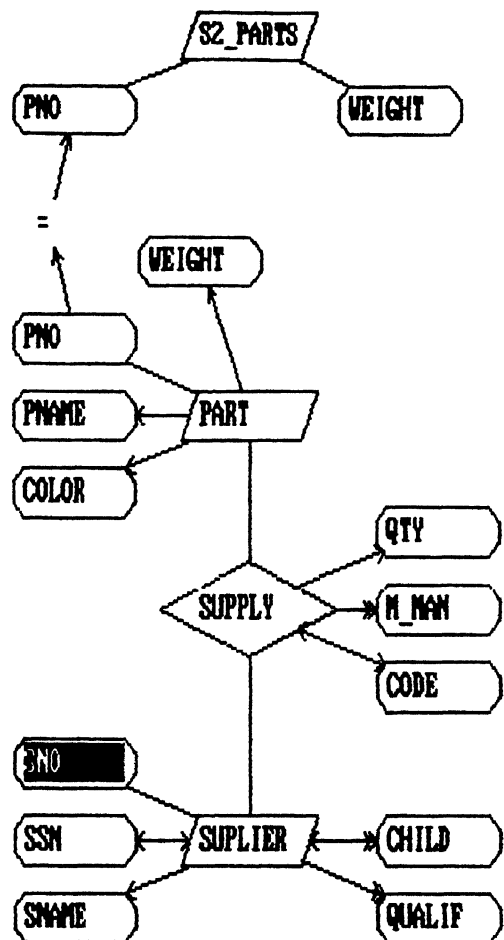 S2_PARTS
PNO
WEIGHT
=
WEIGHT
PNO
PNAME
PART
COLOR
QTY
SUPPLY
M_MAN
CODE
SNO
SSN
SUPLIER
CHILD
SNAME
QUALIF